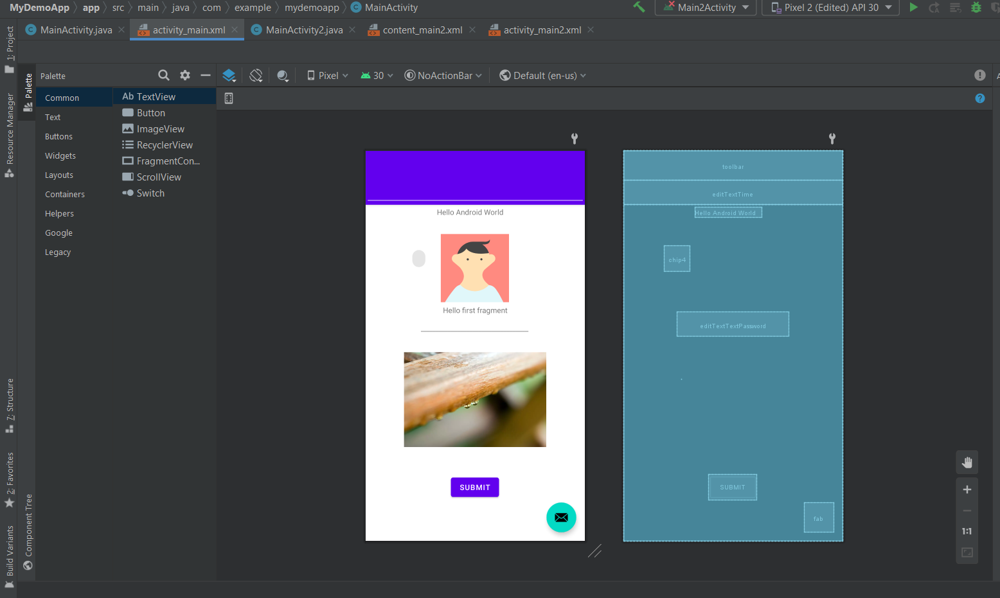 MyDemoApp app src main java com example mydemoapp MainActivity
Main2Activity Pixel 2 (Edited) API 30
MainActivity.java activity_main.xml MainActivity2.java content_main2.xml activity_main2.xml
1: Project
Resource Manager
7: Structure
2: Favorites
Build Variants
Palette
Component Tree
Palette
Pixel 30 NoActionBar Default (en-us)
Common
Text
Buttons
Widgets
Layouts
Containers
Helpers
Google
Legacy
Ab TextView
Button
ImageView
RecyclerView
FragmentCon...
ScrollView
Switch
Hello Android World
Hello first fragment
SUBMIT
toolbar
editTextTime
Hello Android World
chip4
editTextTextPassword
SUBMIT
fab
1:1